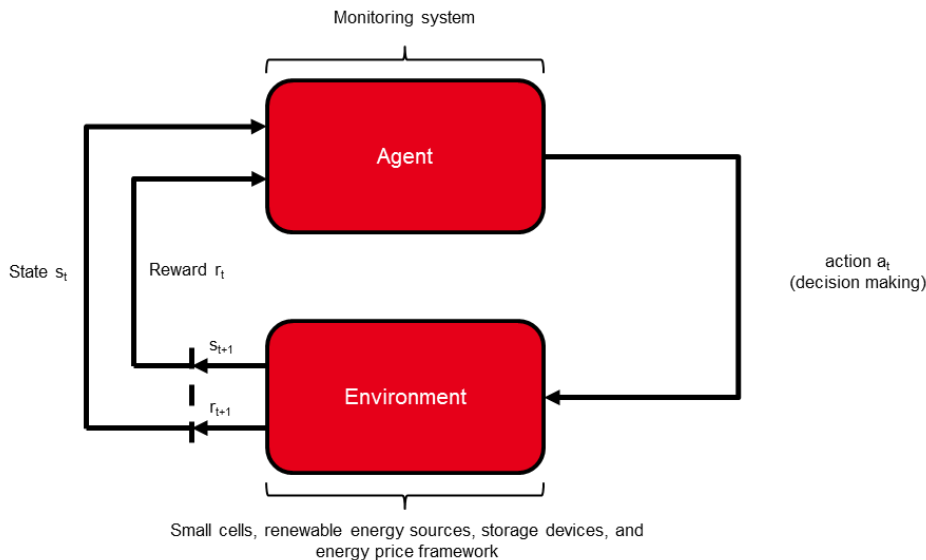 Monitoring system
Agent
State sₜ
Reward rₜ
action aₜ
(decision making)
sₜ₊₁
Environment
rₜ₊₁
Small cells, renewable energy sources, storage devices, and
energy price framework